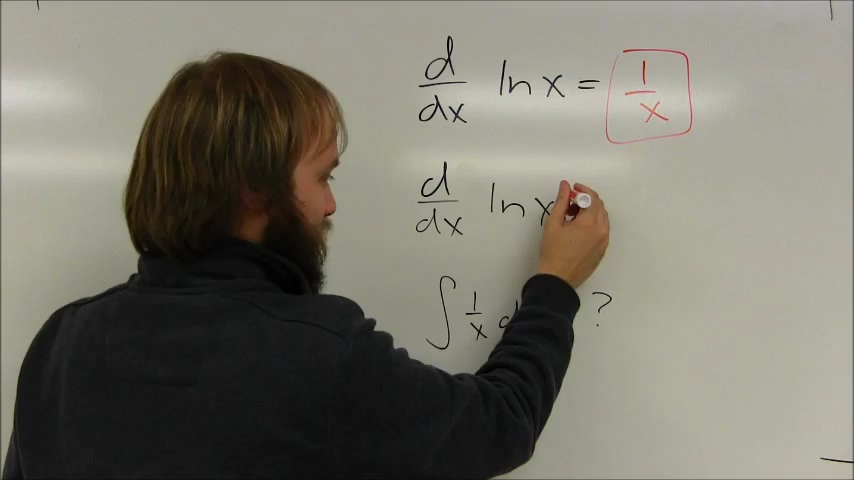 d/dx ln x = 1/x
d/dx ln x
∫ 1/x d ?